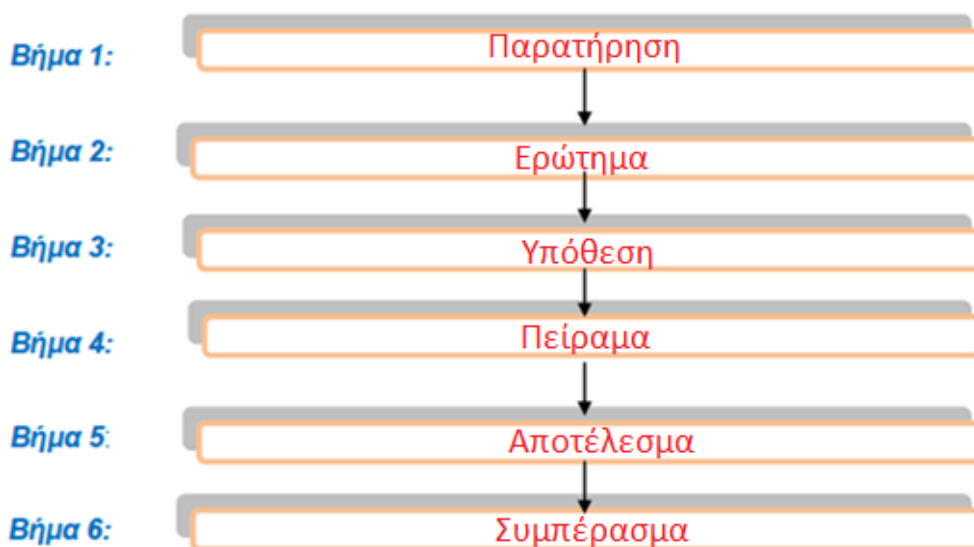 Βήμα 1: Παρατήρηση
Βήμα 2: Ερώτημα
Βήμα 3: Υπόθεση
Βήμα 4: Πείραμα
Βήμα 5: Αποτέλεσμα
Βήμα 6: Συμπέρασμα